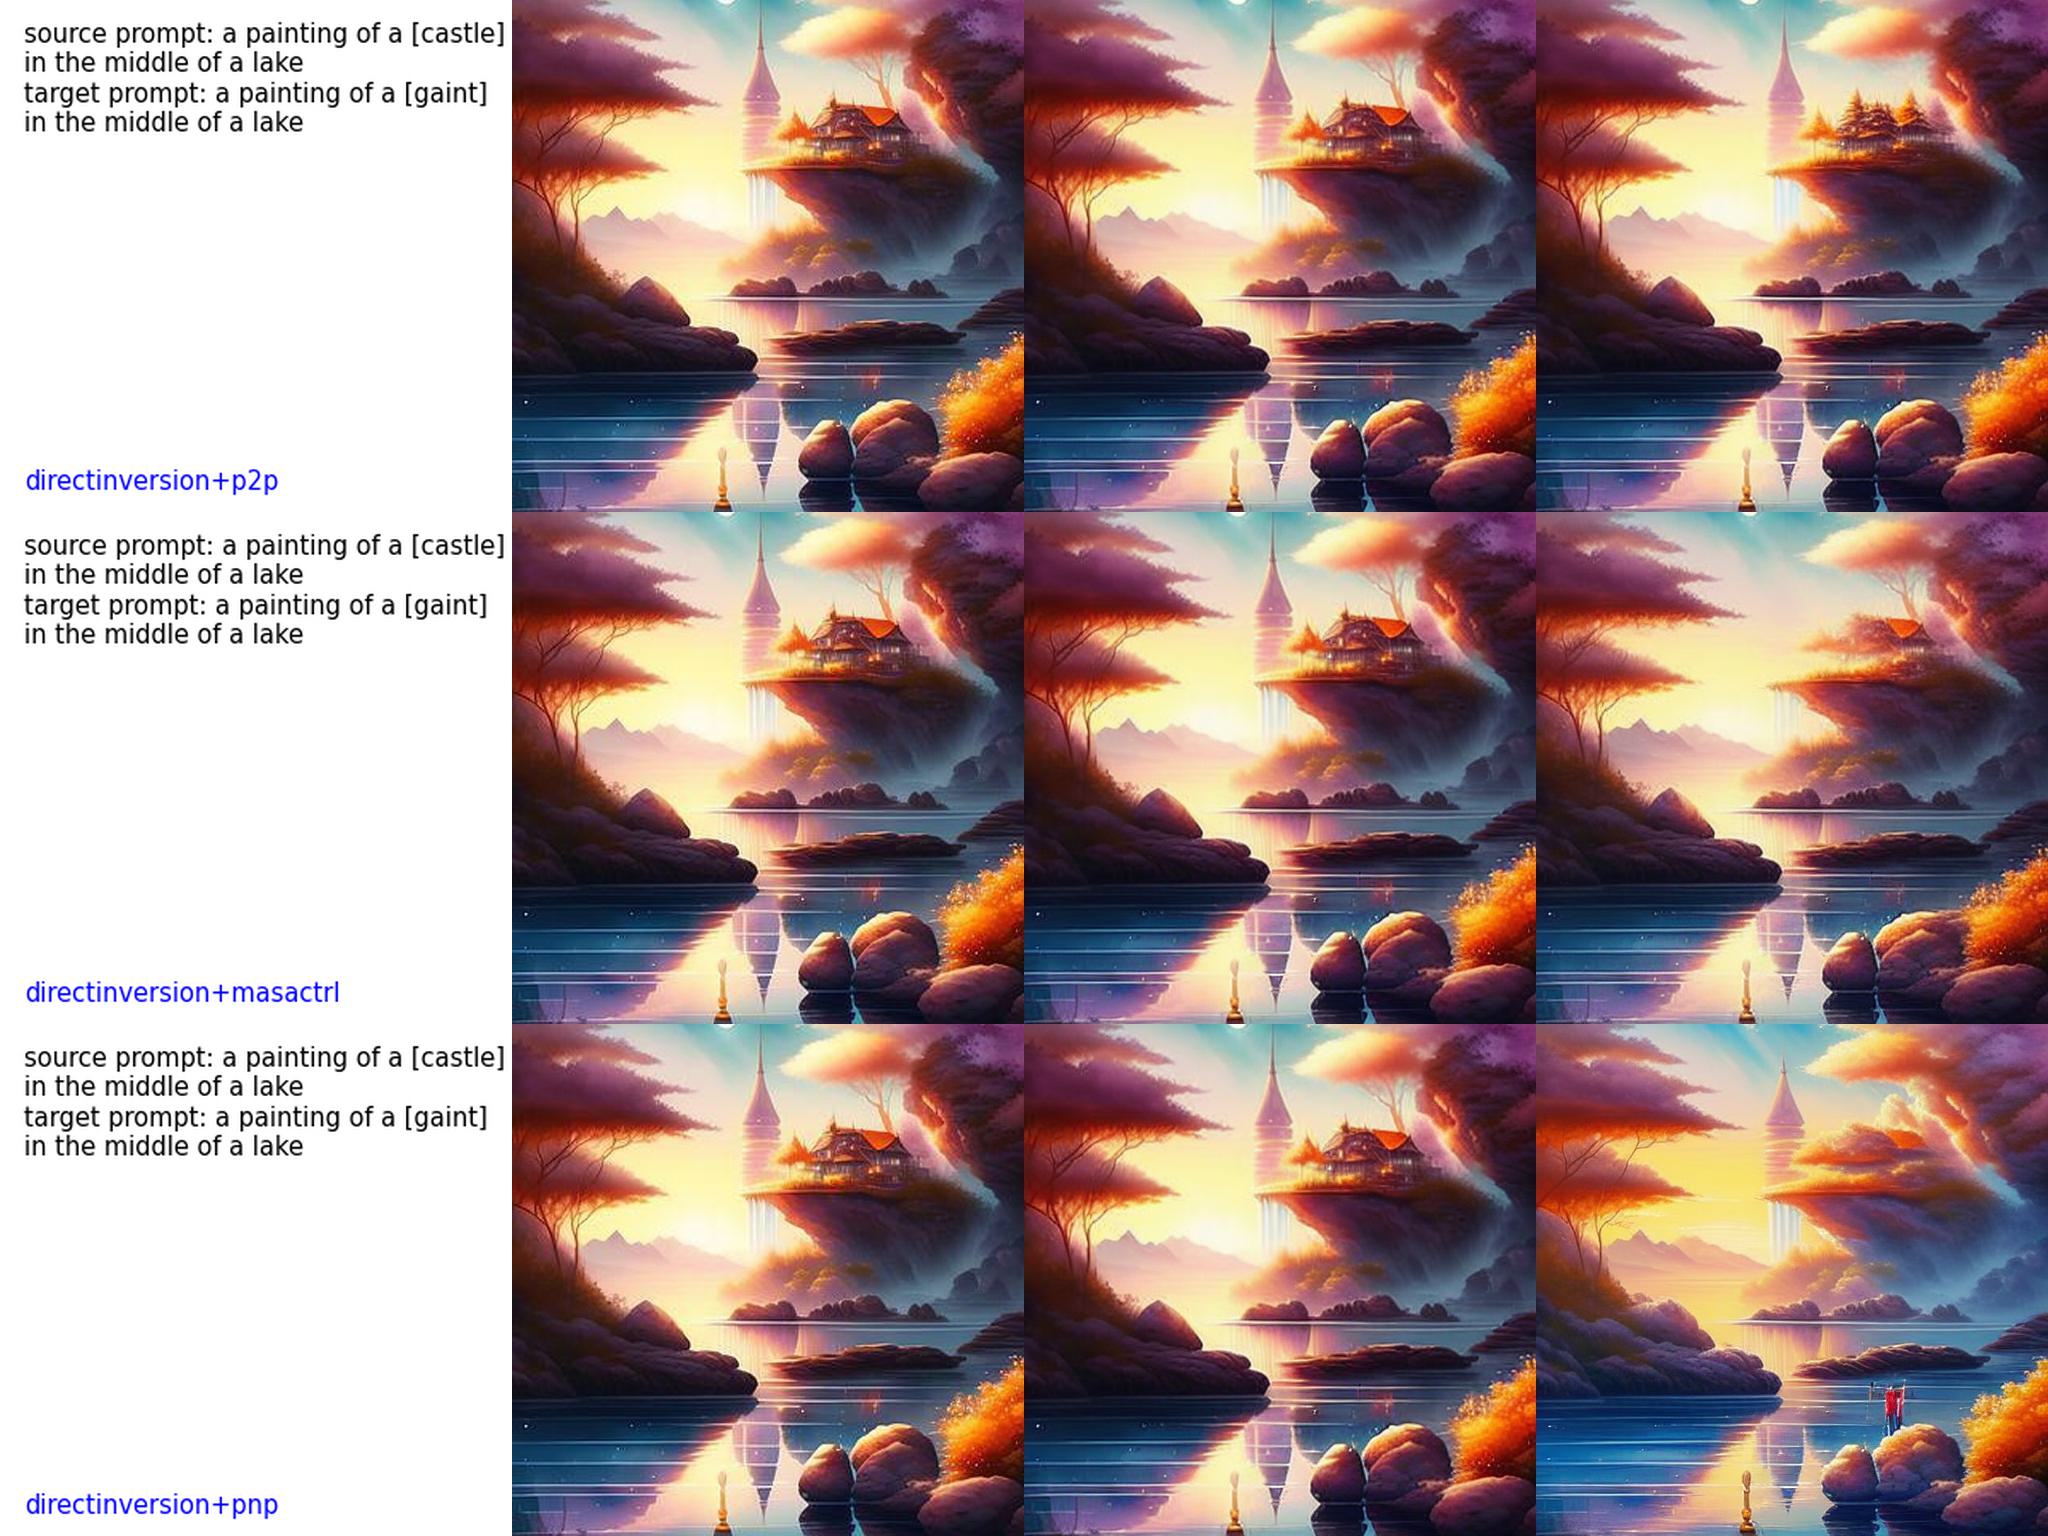 source prompt: a painting of a [castle]
in the middle of a lake
target prompt: a painting of a [gaint]
in the middle of a lake
directinversion+p2p
source prompt: a painting of a [castle]
in the middle of a lake
target prompt: a painting of a [gaint]
in the middle of a lake
directinversion+masactrl
source prompt: a painting of a [castle]
in the middle of a lake
target prompt: a painting of a [gaint]
in the middle of a lake
directinversion+pnp